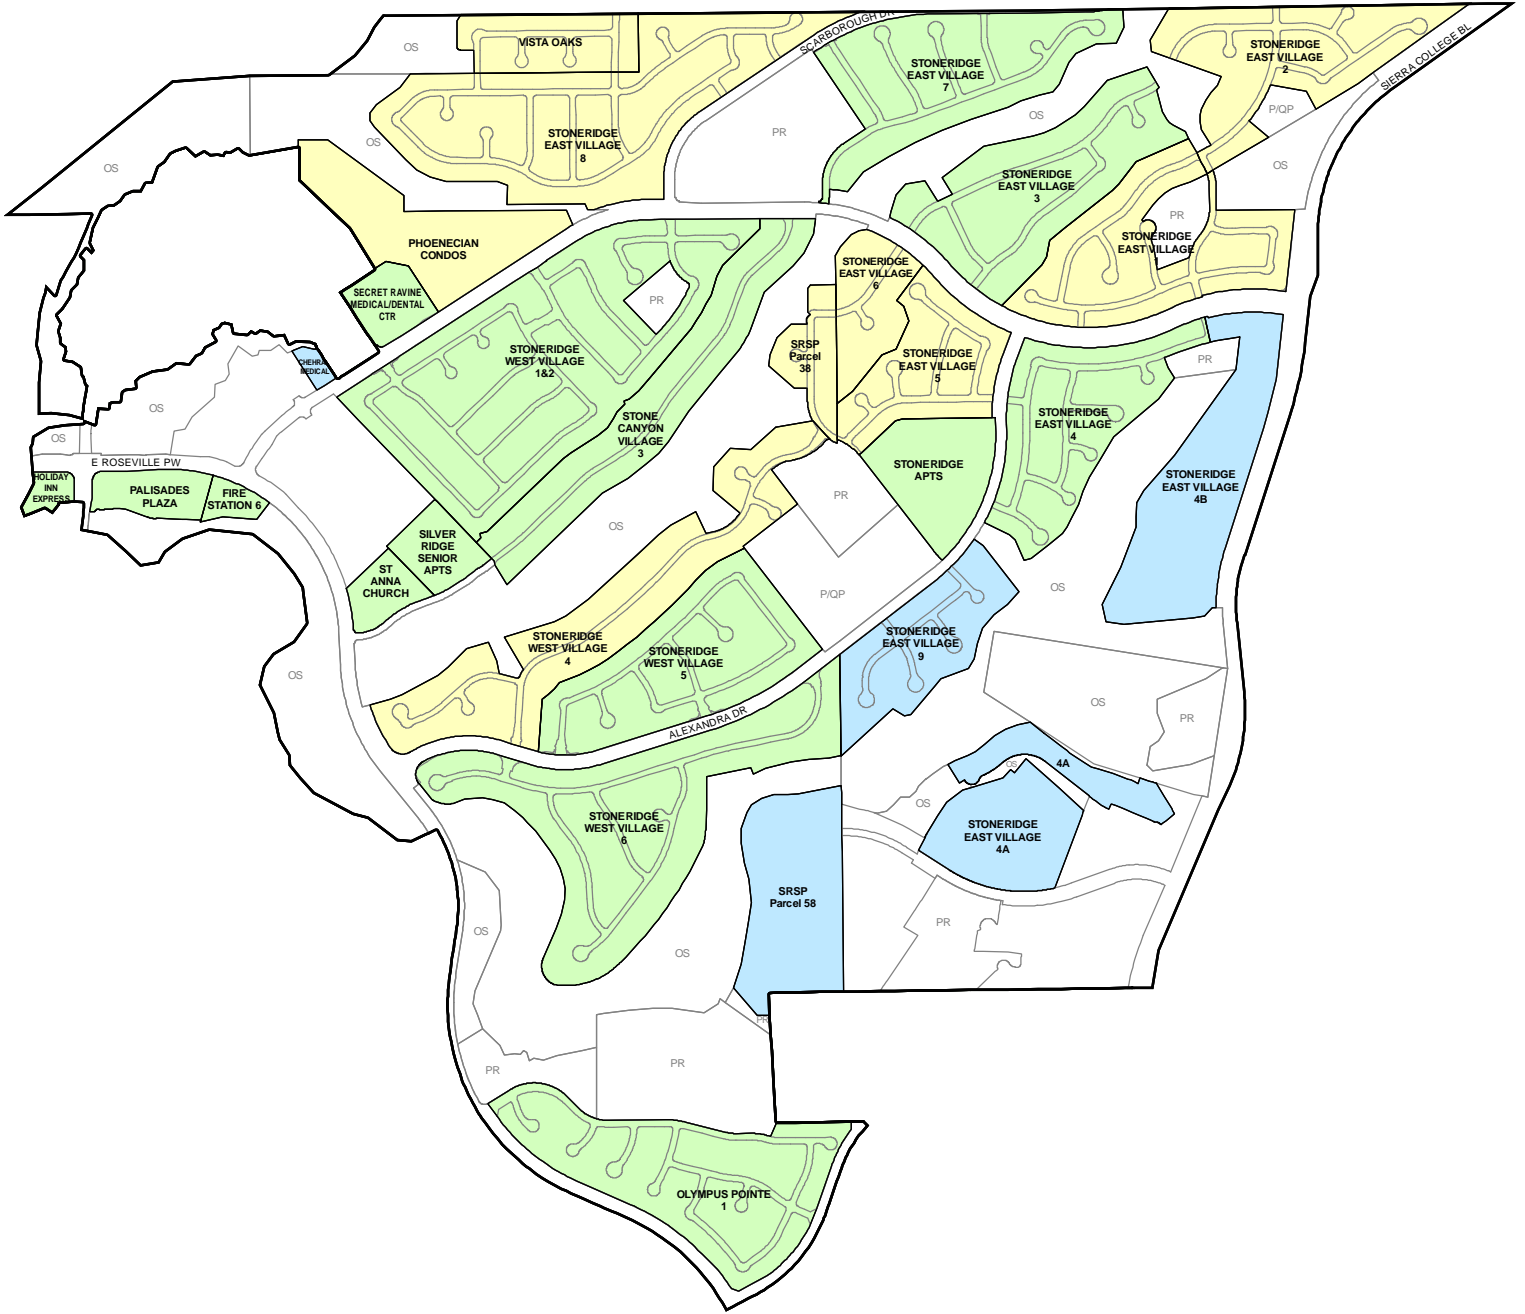 SCARBOROUGH DR
OS
VISTA OAKS
STONERIDGE
EAST VILLAGE
7
STONERIDGE
EAST VILLAGE
2
SIERRA COLLEGE BL
P/QP
OS
PR
OS
STONERIDGE
EAST VILLAGE
8
OS
OS
STONERIDGE
EAST VILLAGE
3
PR
STONERIDGE
EAST VILLAGE
1
PHOENECIAN
CONDOS
STONERIDGE
EAST VILLAGE
6
SECRET RAVINE
MEDICAL/DENTAL
CTR
PR
STONERIDGE
WEST VILLAGE
1&2
SRSP
Parcel
38
STONERIDGE
EAST VILLAGE
5
PR
CHEHRA
MEDICAL
OS
STONE
CANYON
VILLAGE
3
STONERIDGE
EAST VILLAGE
4
OS
E ROSEVILLE PW
STONERIDGE
APTS
STONERIDGE
EAST VILLAGE
4B
HOLIDAY
INN
EXPRESS
PALISADES
PLAZA
FIRE
STATION 6
PR
OS
SILVER
RIDGE
SENIOR
APTS
ST
ANNA
CHURCH
P/QP
OS
STONERIDGE
WEST VILLAGE
4
STONERIDGE
WEST VILLAGE
5
STONERIDGE
EAST VILLAGE
9
OS
OS
PR
ALEXANDRA DR
4A
OS
OS
STONERIDGE
WEST VILLAGE
6
STONERIDGE
EAST VILLAGE
4A
SRSP
Parcel 58
OS
PR
OS
PR
PR
PR
OLYMPUS POINTE
1